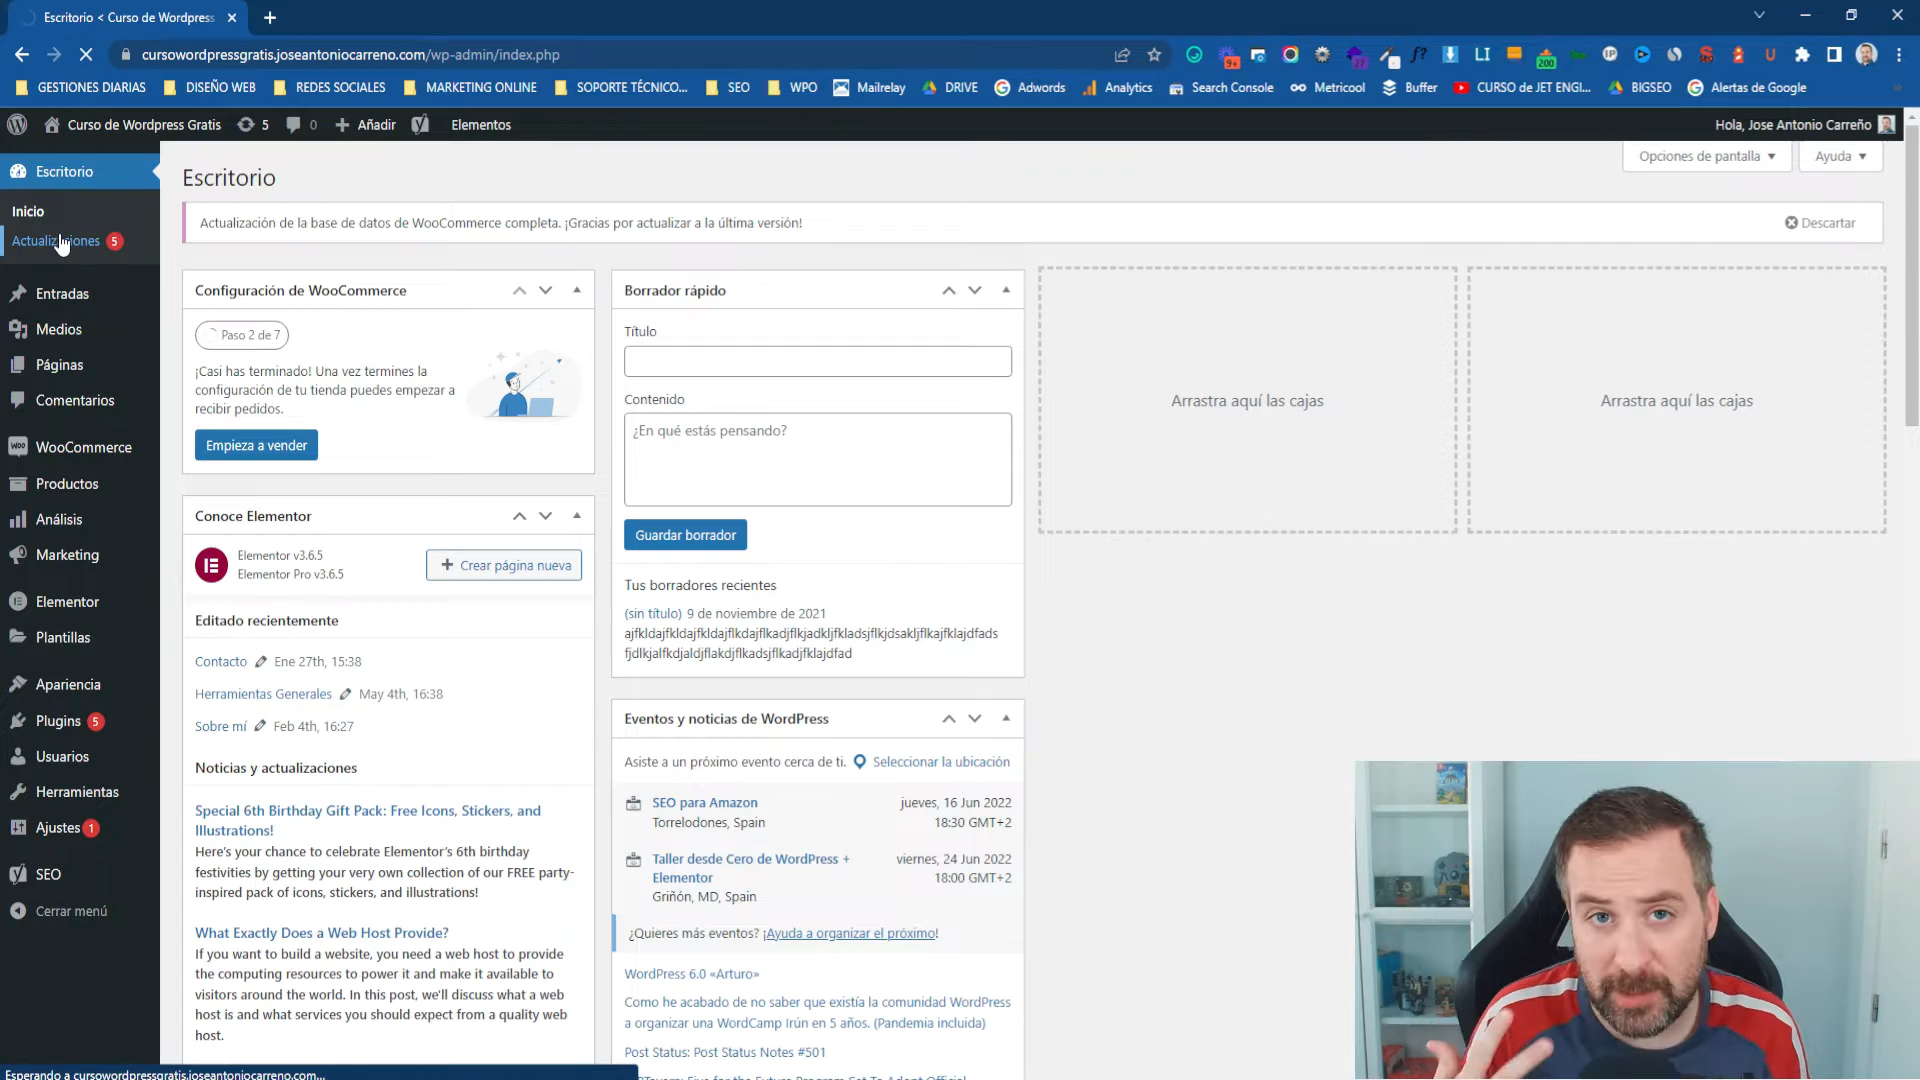 Escritorio < Curso de Wordpress
cursowordpressgratis.joseantoniocarreno.com/wp-admin/index.php
GESTIONES DIARIAS
DISEÑO WEB
REDES SOCIALES
MARKETING ONLINE
SOPORTE TÉCNICO...
SEO
WPO
Mailrelay
DRIVE
Adwords
Analytics
Search Console
Metricool
Buffer
CURSO de JET ENGI...
BIGSEO
Alertas de Google
Curso de Wordpress Gratis
5
0
Añadir
Elementos
Hola, Jose Antonio Carreño
Escritorio
Inicio
Actualizaciones 5
Entradas
Medios
Páginas
Comentarios
WooCommerce
Productos
Análisis
Marketing
Elementor
Plantillas
Apariencia
Plugins 5
Usuarios
Herramientas
Ajustes 1
SEO
Cerrar menú
Opciones de pantalla
Ayuda
Escritorio
Actualización de la base de datos de WooCommerce completa. ¡Gracias por actualizar a la última versión!
Descartar
Configuración de WooCommerce
Paso 2 de 7
¡Casi has terminado! Una vez termines la
configuración de tu tienda puedes empezar a
recibir pedidos.
Empieza a vender
Conoce Elementor
Elementor v3.6.5
Elementor Pro v3.6.5
Crear página nueva
Editado recientemente
Contacto Ene 27th, 15:38
Herramientas Generales May 4th, 16:38
Sobre mí Feb 4th, 16:27
Noticias y actualizaciones
Special 6th Birthday Gift Pack: Free Icons, Stickers, and
Illustrations!
Here's your chance to celebrate Elementor's 6th birthday
festivities by getting your very own collection of our FREE party-
inspired pack of icons, stickers, and illustrations!
What Exactly Does a Web Host Provide?
If you want to build a website, you need a web host to provide
the computing resources to power it and make it available to
visitors around the world. In this post, we'll discuss what a web
host is and what services you should expect from a quality web
host.
Borrador rápido
Título
Contenido
¿En qué estás pensando?
Guardar borrador
Tus borradores recientes
(sin título) 9 de noviembre de 2021
ajfkldajfkldajfkldajflkdajflkadjflkjadkljfkladsjflkjdsakljflkajfklajdfads
fjdlkjalfkdjaldjflakdjflkadsjflkadjfklajdfad
Eventos y noticias de WordPress
Asiste a un próximo evento cerca de ti. Seleccionar la ubicación
SEO para Amazon jueves, 16 Jun 2022
Torrelodones, Spain 18:30 GMT+2
Taller desde Cero de WordPress + viernes, 24 Jun 2022
Elementor 18:00 GMT+2
Griñón, MD, Spain
¿Quieres más eventos? ¡Ayuda a organizar el próximo!
WordPress 6.0 «Arturo»
Como he acabado de no saber que existía la comunidad WordPress
a organizar una WordCamp Irún en 5 años. (Pandemia incluida)
Post Status: Post Status Notes #501
Arrastra aquí las cajas
Arrastra aquí las cajas
Esperando a cursowordpressgratis.joseantoniocarreno.com...